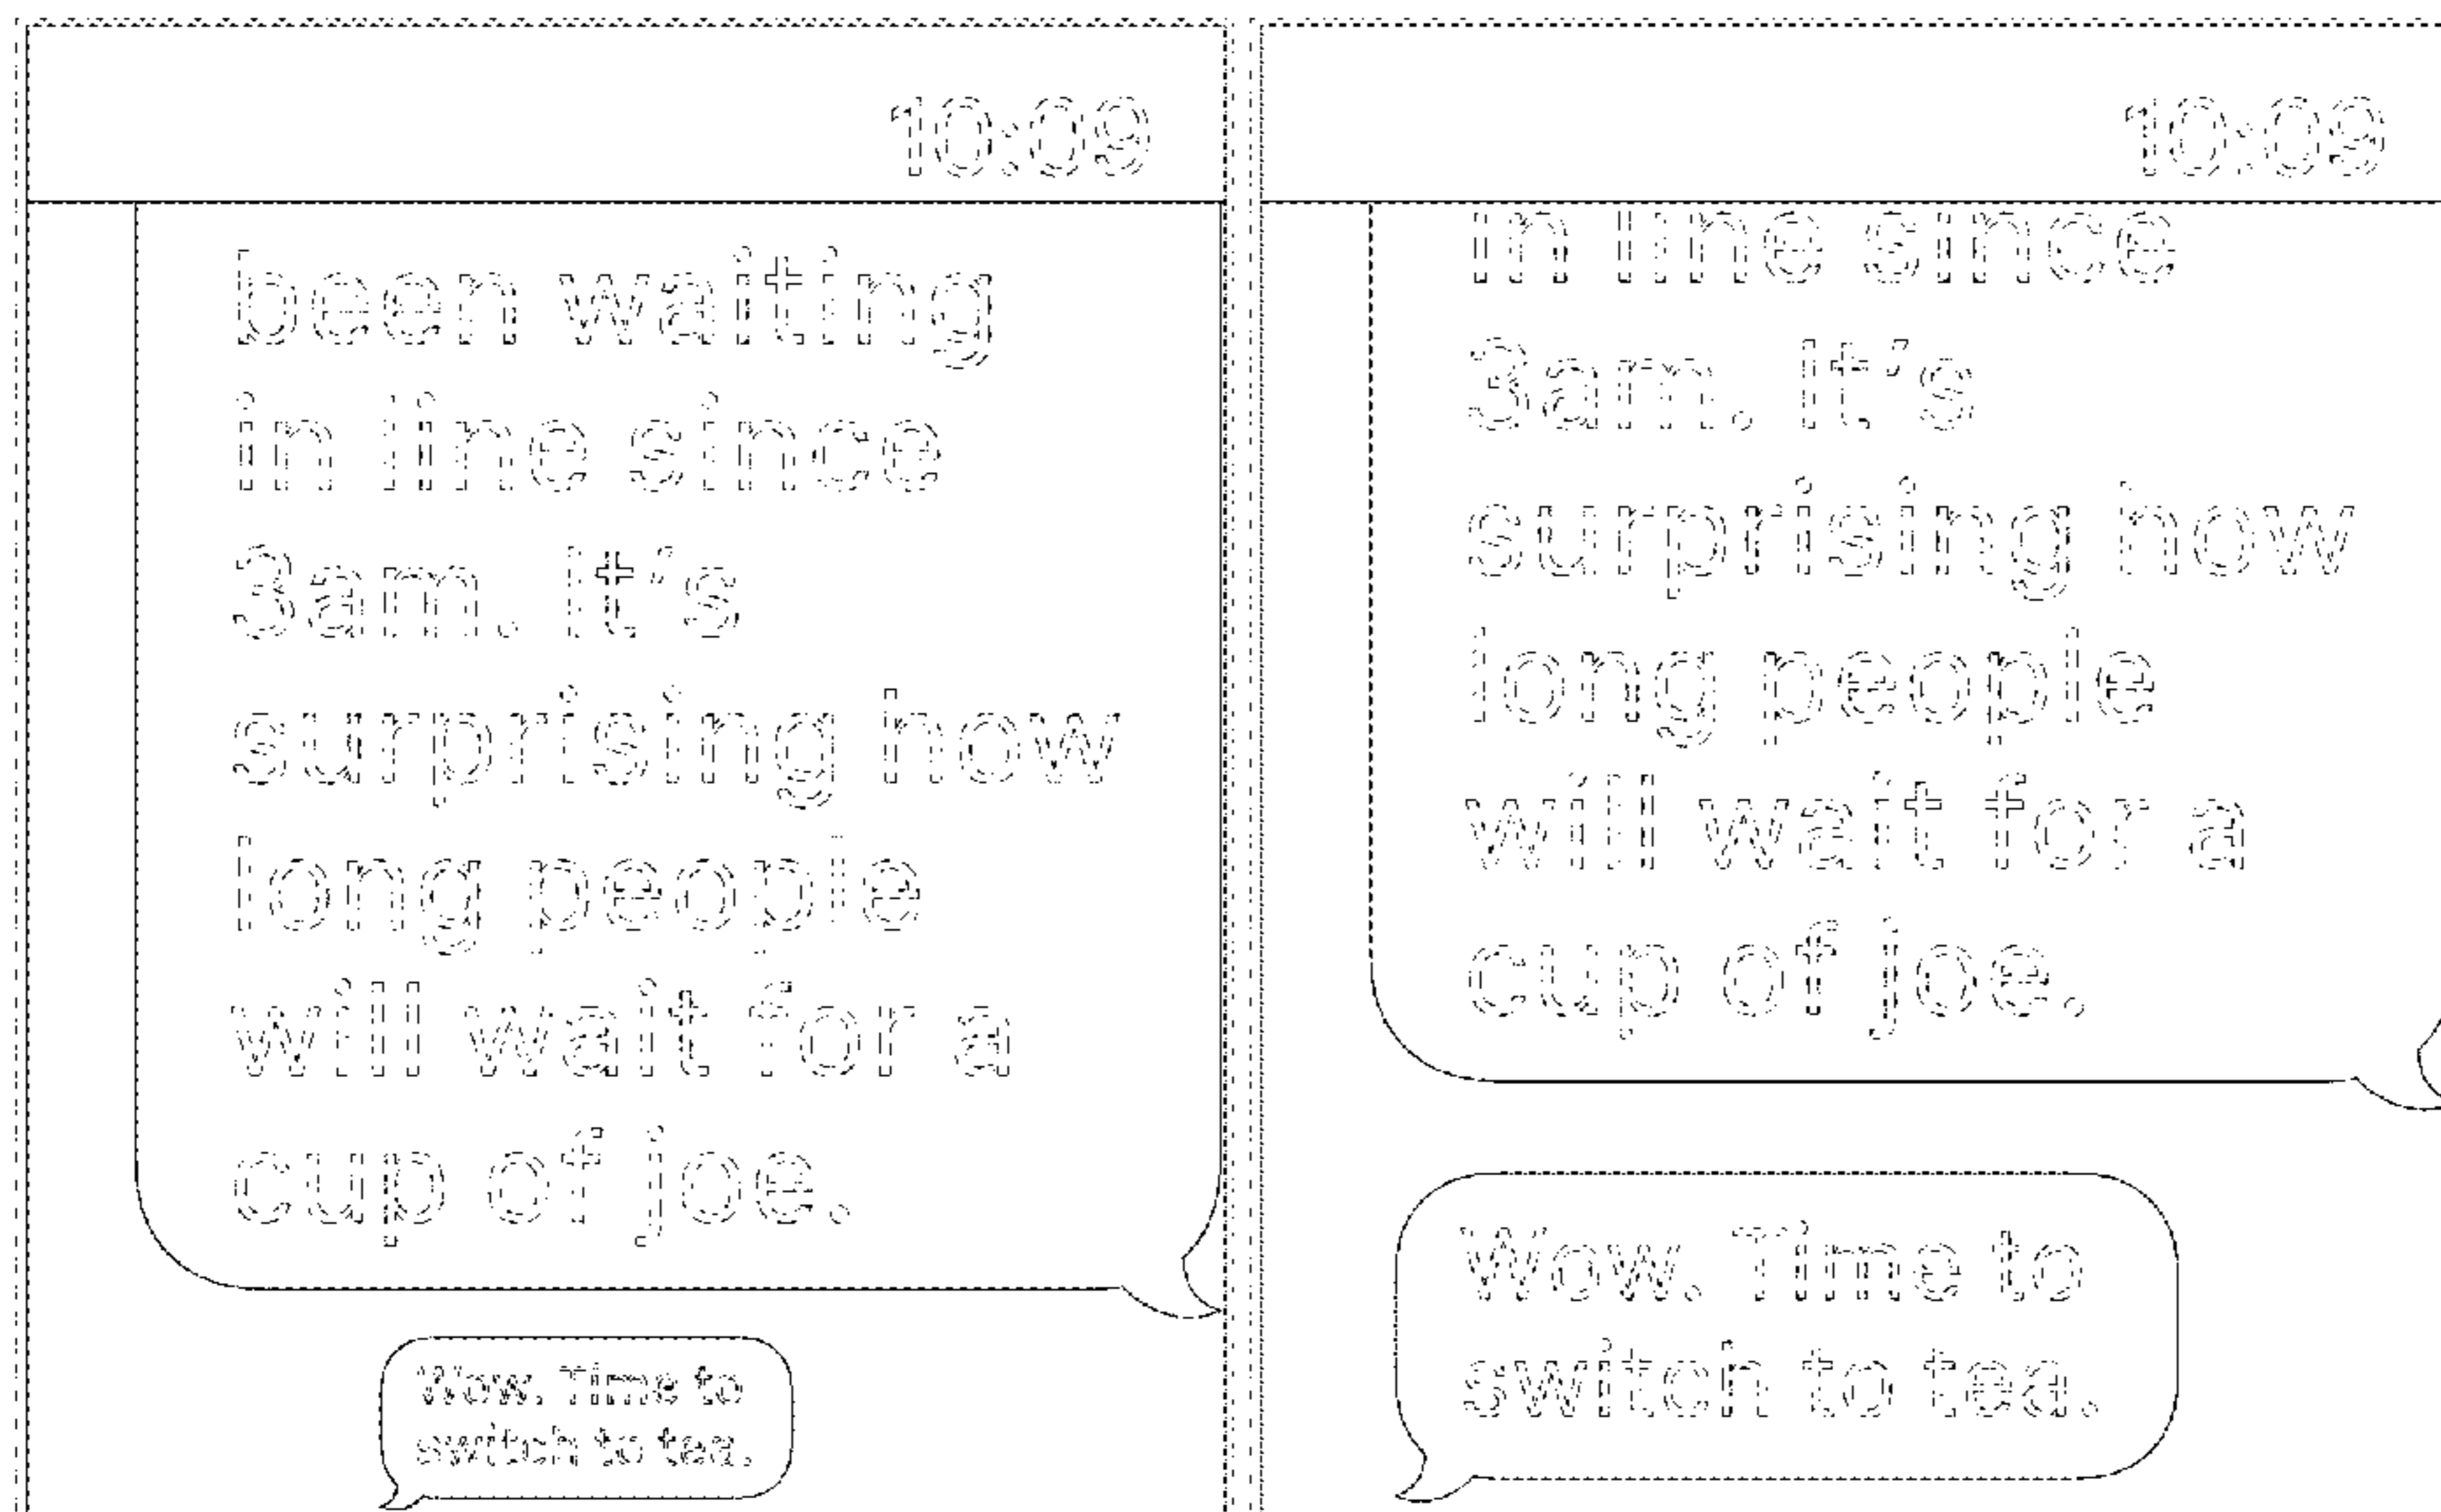 10:09
been waiting
in line since
3am. It's
surprising how
long people
will wait for a
cup of joe.
Wow. Time to
switch to tea.
10:09
in line since
3am. It's
surprising how
long people
will wait for a
cup of joe.
Wow. Time to
switch to tea.